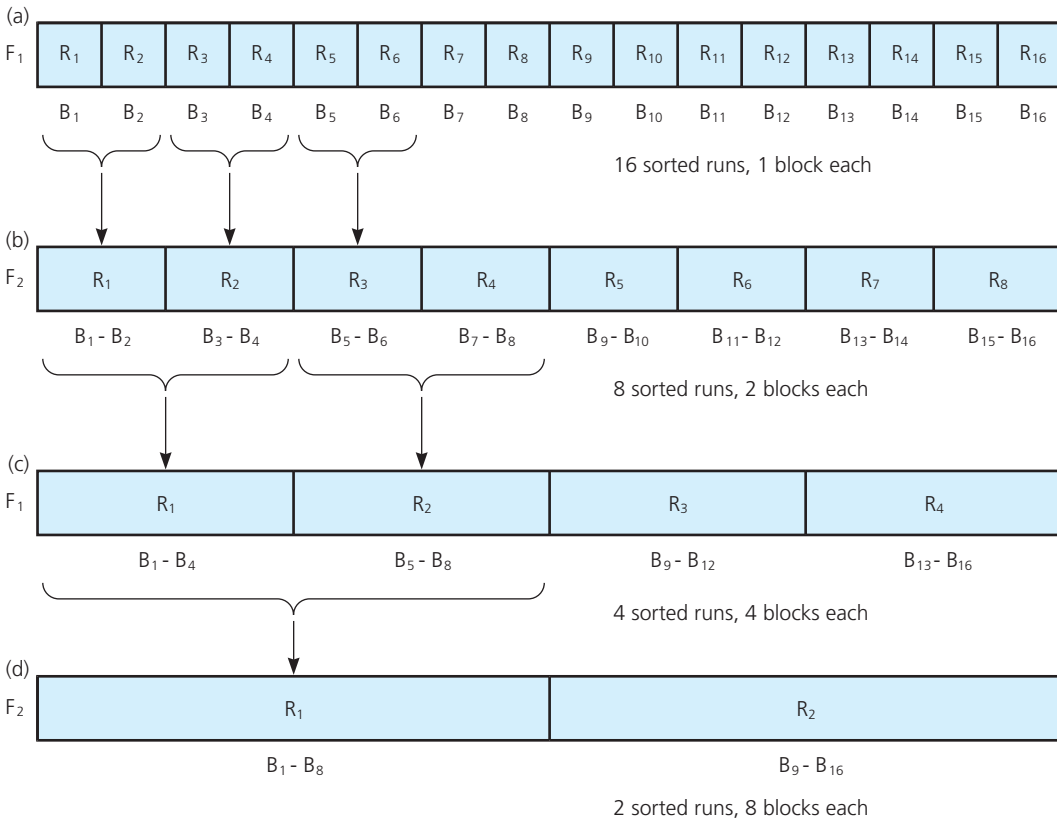 (a)
F₁ R₁ R₂ R₃ R₄ R₅ R₆ R₇ R₈ R₉ R₁₀ R₁₁ R₁₂ R₁₃ R₁₄ R₁₅ R₁₆
B₁ B₂ B₃ B₄ B₅ B₆ B₇ B₈ B₉ B₁₀ B₁₁ B₁₂ B₁₃ B₁₄ B₁₅ B₁₆
16 sorted runs, 1 block each
(b)
F₂ R₁ R₂ R₃ R₄ R₅ R₆ R₇ R₈
B₁ - B₂ B₃ - B₄ B₅ - B₆ B₇ - B₈ B₉ - B₁₀ B₁₁ - B₁₂ B₁₃ - B₁₄ B₁₅ - B₁₆
8 sorted runs, 2 blocks each
(c)
F₁ R₁ R₂ R₃ R₄
B₁ - B₄ B₅ - B₈ B₉ - B₁₂ B₁₃ - B₁₆
4 sorted runs, 4 blocks each
(d)
F₂ R₁ R₂
B₁ - B₈ B₉ - B₁₆
2 sorted runs, 8 blocks each